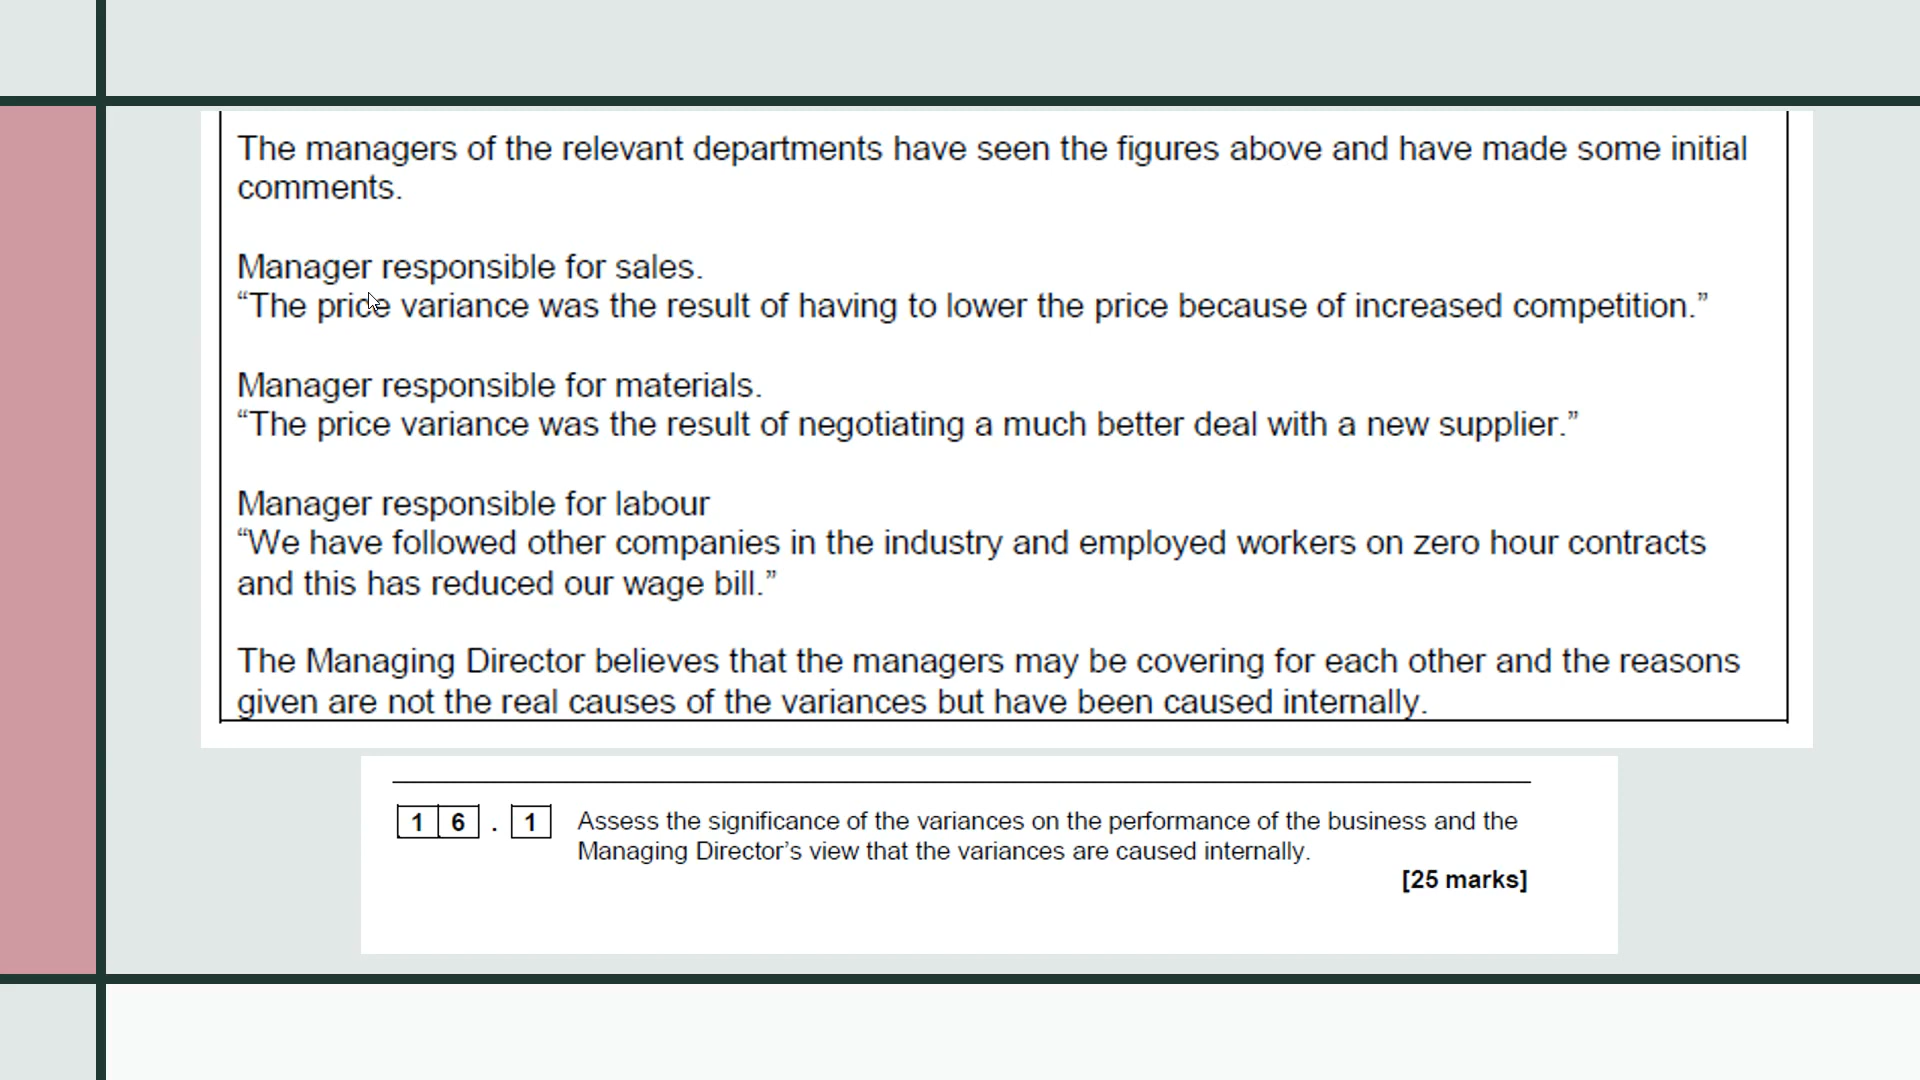 The managers of the relevant departments have seen the figures above and have made some initial
comments.
Manager responsible for sales.
“The price variance was the result of having to lower the price because of increased competition.”
Manager responsible for materials.
“The price variance was the result of negotiating a much better deal with a new supplier.”
Manager responsible for labour
“We have followed other companies in the industry and employed workers on zero hour contracts
and this has reduced our wage bill.”
The Managing Director believes that the managers may be covering for each other and the reasons
given are not the real causes of the variances but have been caused internally.
1 6 . 1 Assess the significance of the variances on the performance of the business and the
Managing Director’s view that the variances are caused internally.
[25 marks]